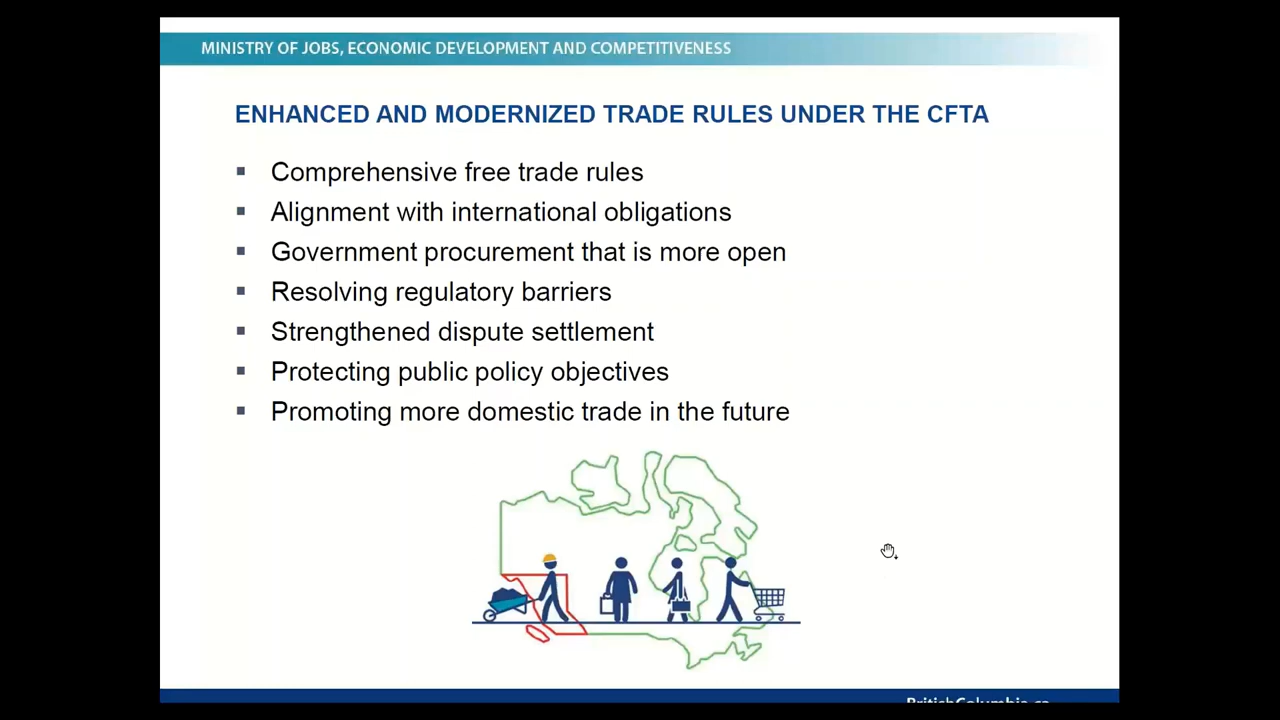 MINISTRY OF JOBS, ECONOMIC DEVELOPMENT AND COMPETITIVENESS
ENHANCED AND MODERNIZED TRADE RULES UNDER THE CFTA
Comprehensive free trade rules
Alignment with international obligations
Government procurement that is more open
Resolving regulatory barriers
Strengthened dispute settlement
Protecting public policy objectives
Promoting more domestic trade in the future
BritishColumbia.ca